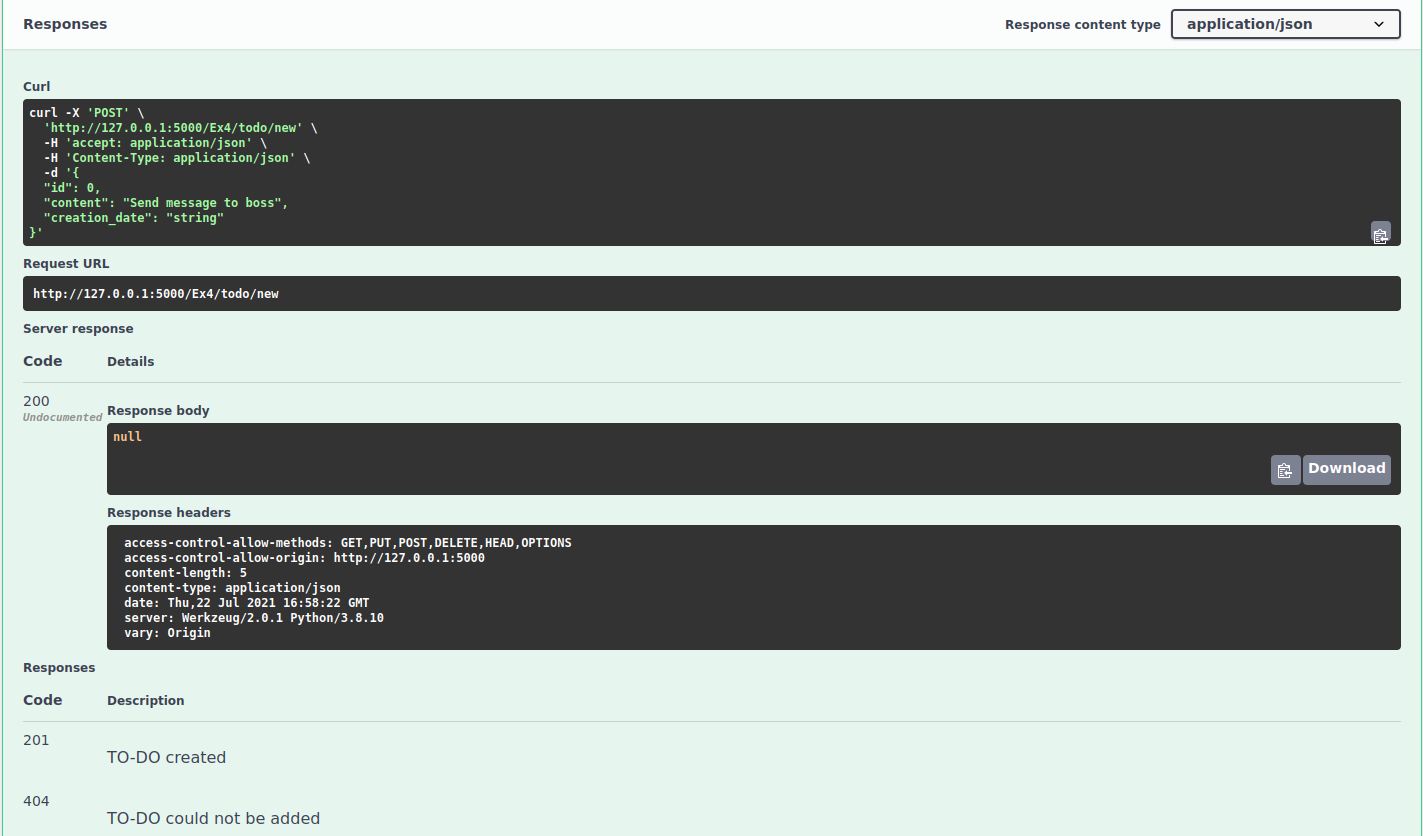 Responses
Response content type
application/json
Curl
curl -X 'POST' \
  'http://127.0.0.1:5000/Ex4/todo/new' \
  -H 'accept: application/json' \
  -H 'Content-Type: application/json' \
  -d '{
  "id": 0,
  "content": "Send message to boss",
  "creation_date": "string"
}'
Request URL
http://127.0.0.1:5000/Ex4/todo/new
Server response
Code Details
200
Undocumented
Response body
null
Download
Response headers
access-control-allow-methods: GET,PUT,POST,DELETE,HEAD,OPTIONS
access-control-allow-origin: http://127.0.0.1:5000
content-length: 5
content-type: application/json
date: Thu,22 Jul 2021 16:58:22 GMT
server: Werkzeug/2.0.1 Python/3.8.10
vary: Origin
Responses
Code Description
201
TO-DO created
404
TO-DO could not be added